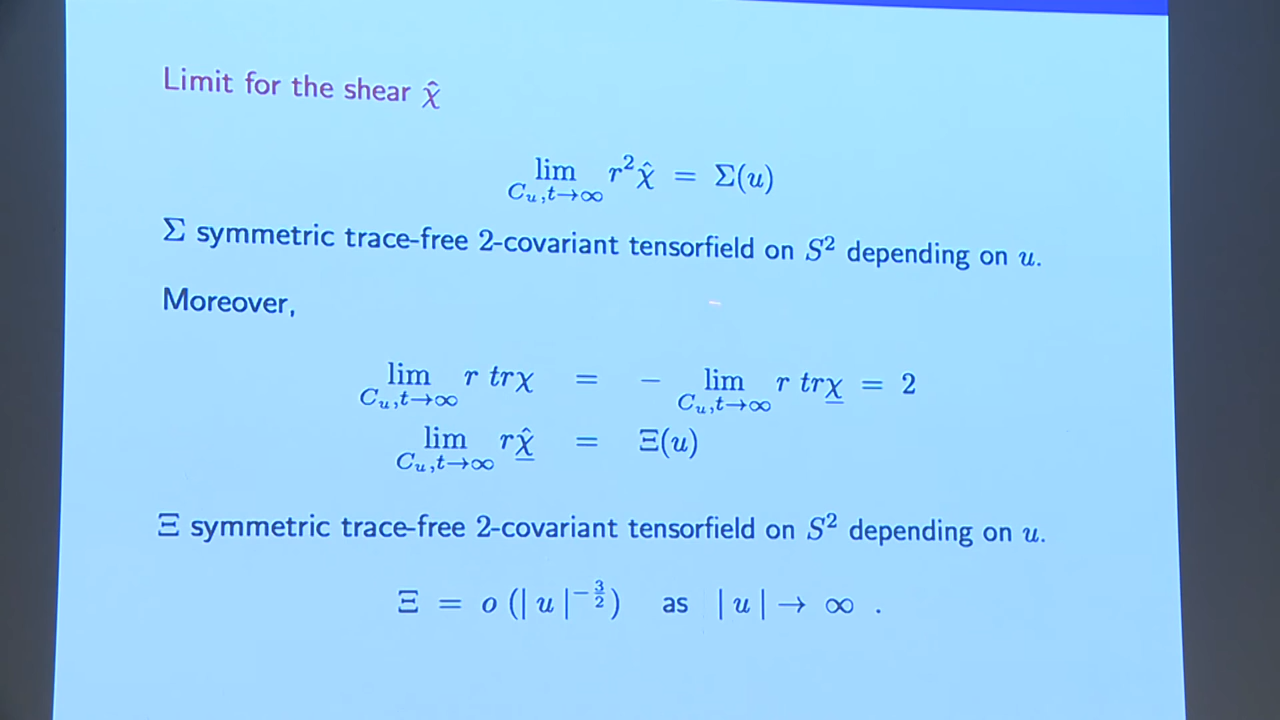 Limit for the shear χ̂
lim_{C_u, t→∞} r² χ̂ = Σ(u)
Σ symmetric trace-free 2-covariant tensorfield on S² depending on u.
Moreover,
lim_{C_u, t→∞} r trχ = − lim_{C_u, t→∞} r trχ̲ = 2
lim_{C_u, t→∞} r χ̲̂ = Ξ(u)
Ξ symmetric trace-free 2-covariant tensorfield on S² depending on u.
Ξ = o (| u |^{−3/2}) as | u | → ∞ .